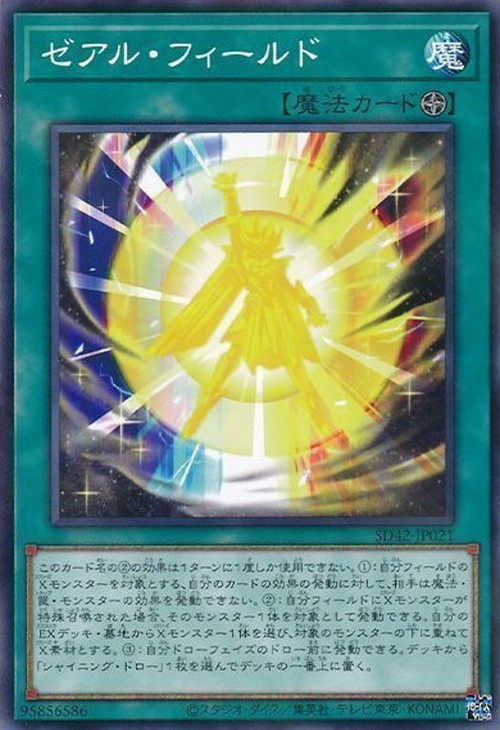 ゼアル・フィールド
魔
【魔法カード】
SD42-JP021
このカード名の②の効果は1ターンに1度しか使用できない。①:自分フィールドの
Xモンスターを対象とする、自分のカードの効果の発動に対して、相手は魔法・
罠・モンスターの効果を発動できない。②:自分フィールドにXモンスターが
特殊召喚された場合、そのモンスター1体を対象として発動できる。自分の
EXデッキ・墓地からXモンスター1体を選び、対象のモンスターの下に重ねて
X素材とする。③:自分ドローフェイズのドロー前に発動できる。デッキから
「シャイニング・ドロー」1枚を選んでデッキの一番上に置く。
95856586
©スタジオ・ダイス/集英社・テレビ東京・KONAMI